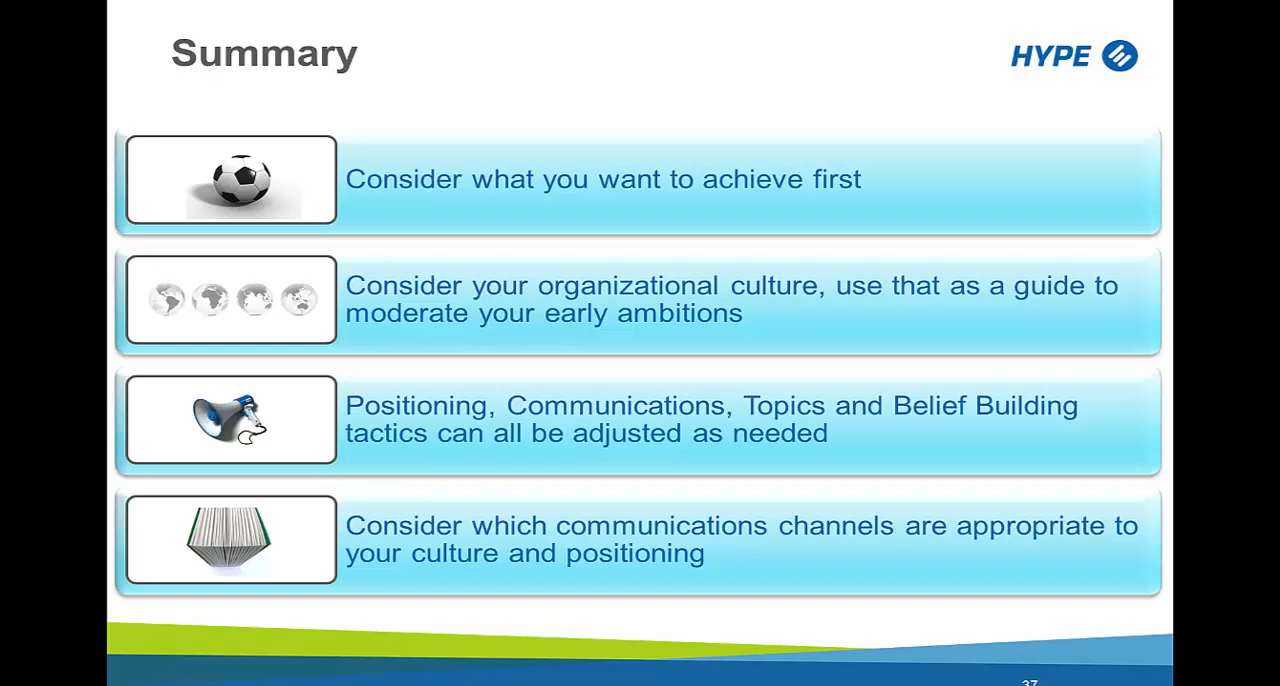 Summary
HYPE
Consider what you want to achieve first
Consider your organizational culture, use that as a guide to
moderate your early ambitions
Positioning, Communications, Topics and Belief Building
tactics can all be adjusted as needed
Consider which communications channels are appropriate to
your culture and positioning
37